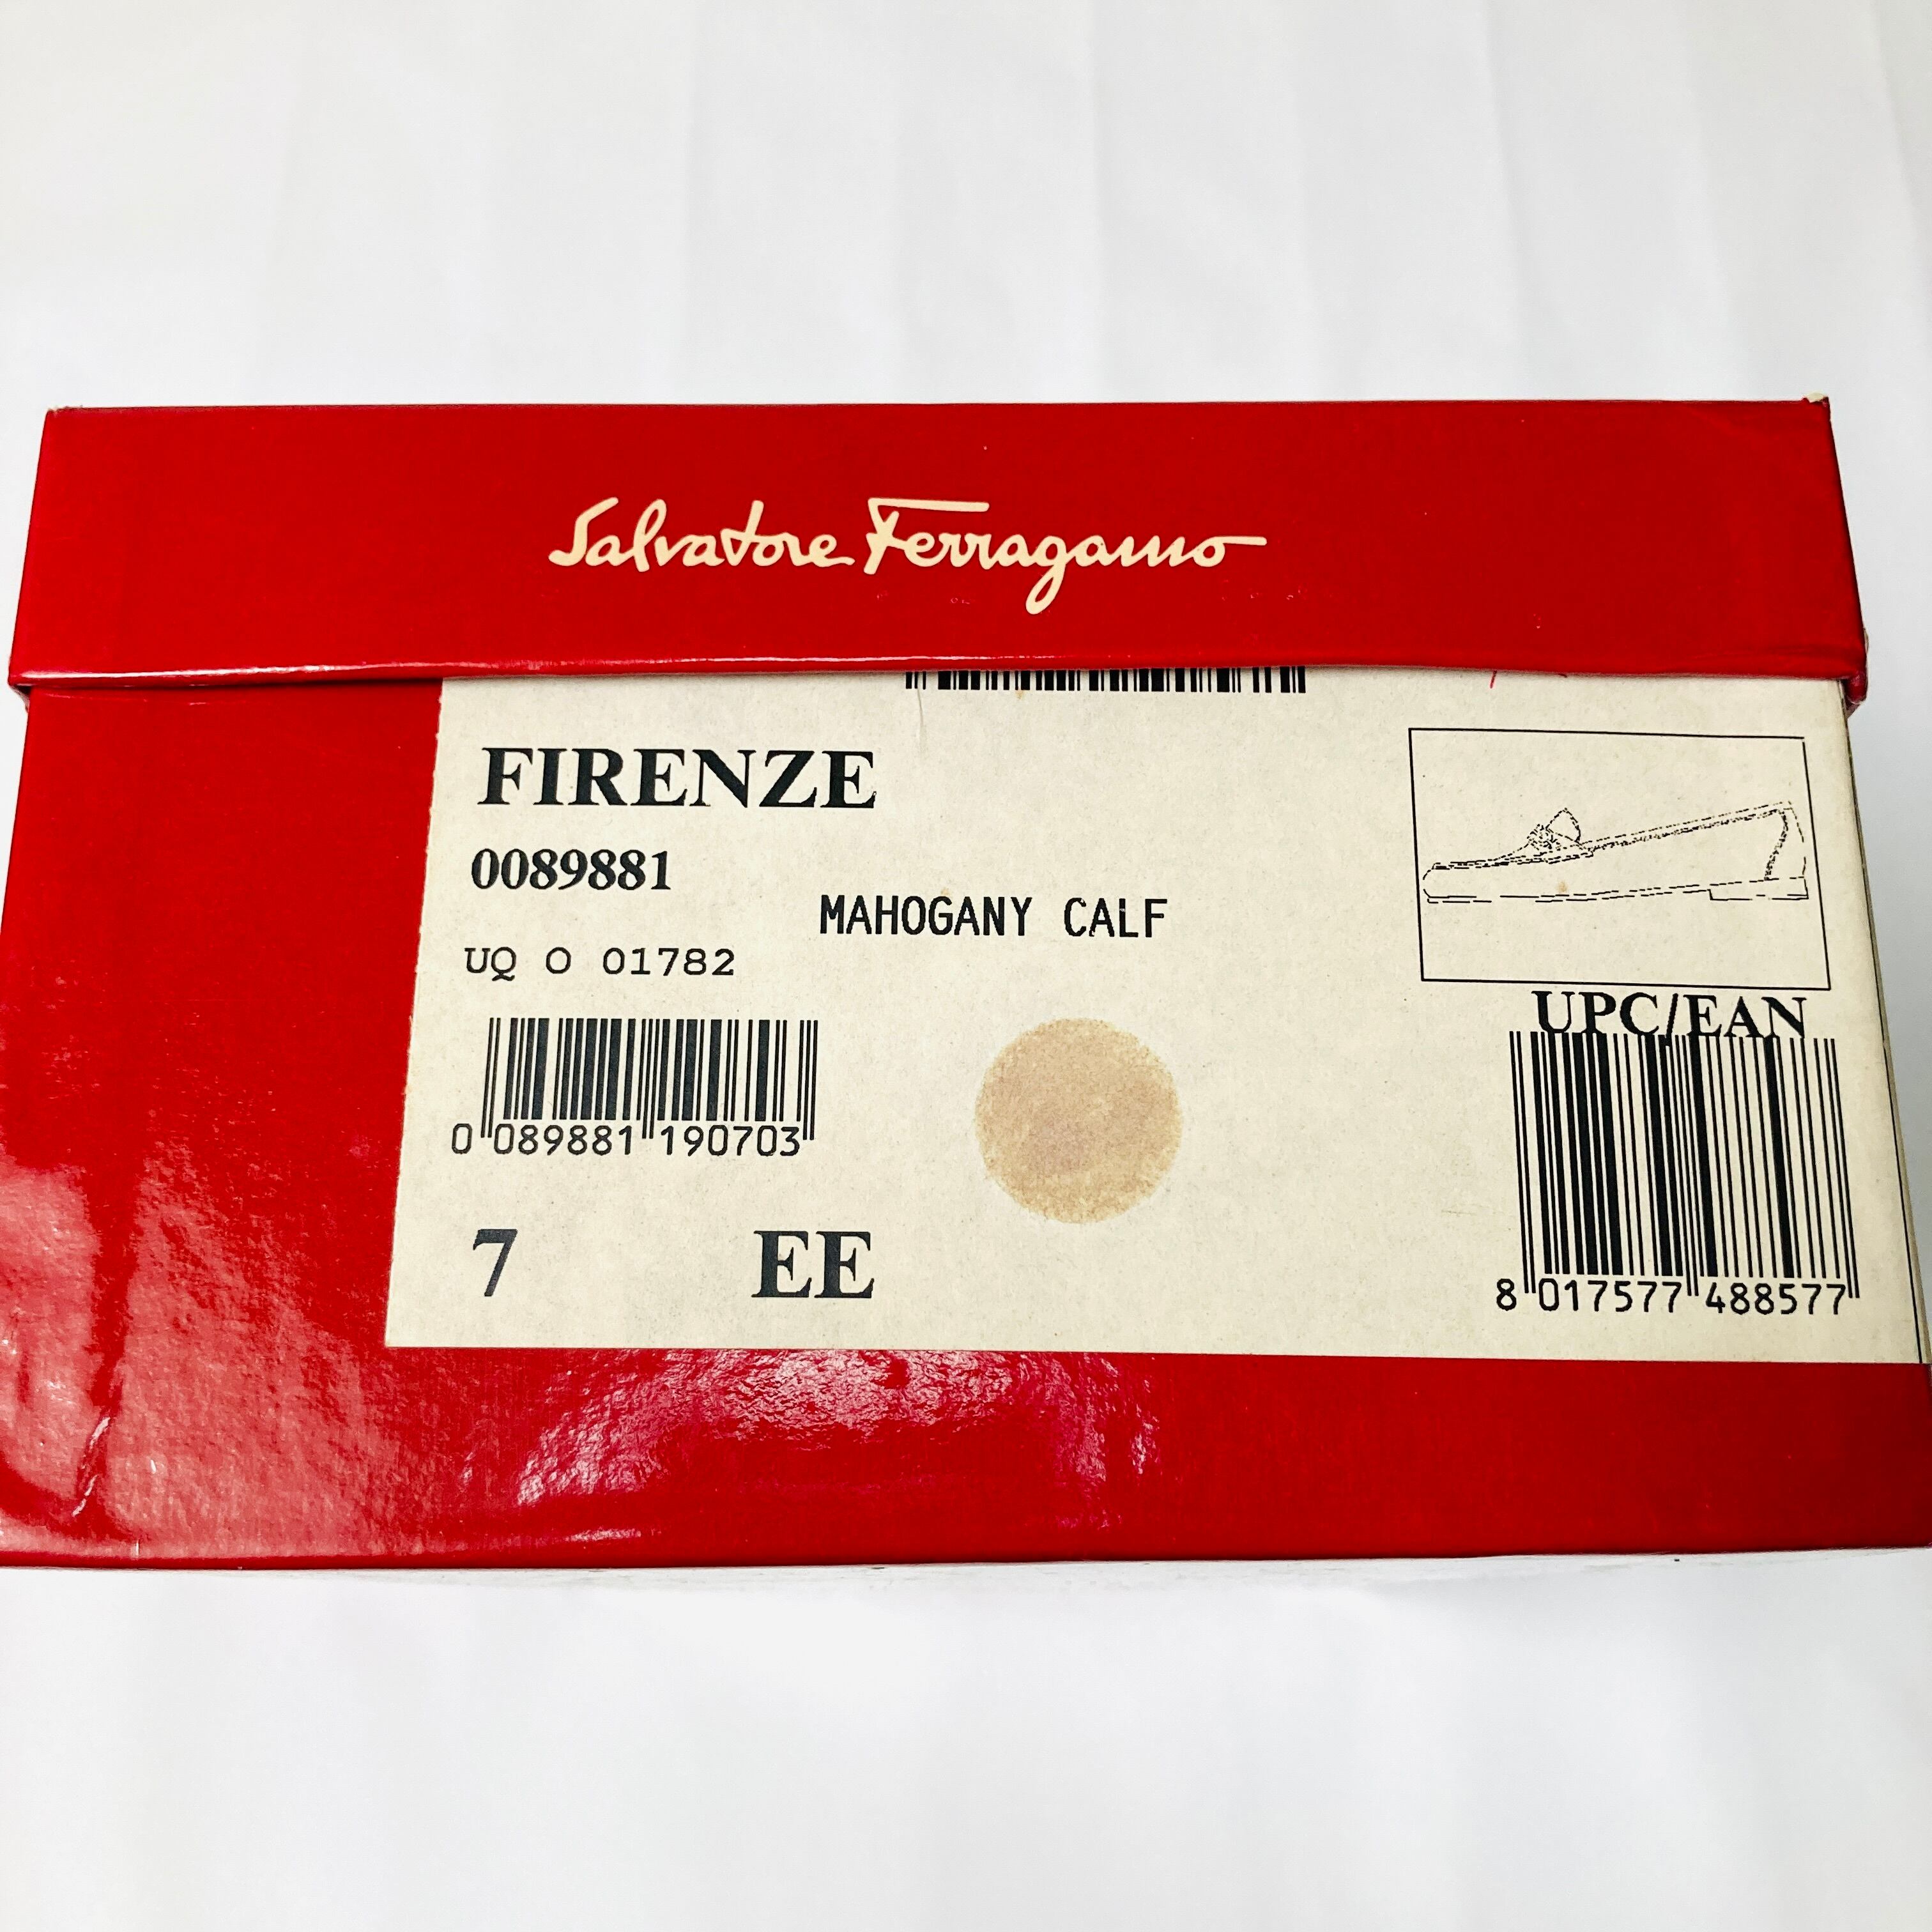 Salvatore Ferragamo
FIRENZE
0089881
MAHOGANY CALF
UQ O 01782
UPC/EAN
0 089881 190703
7 EE
8 017577 488577